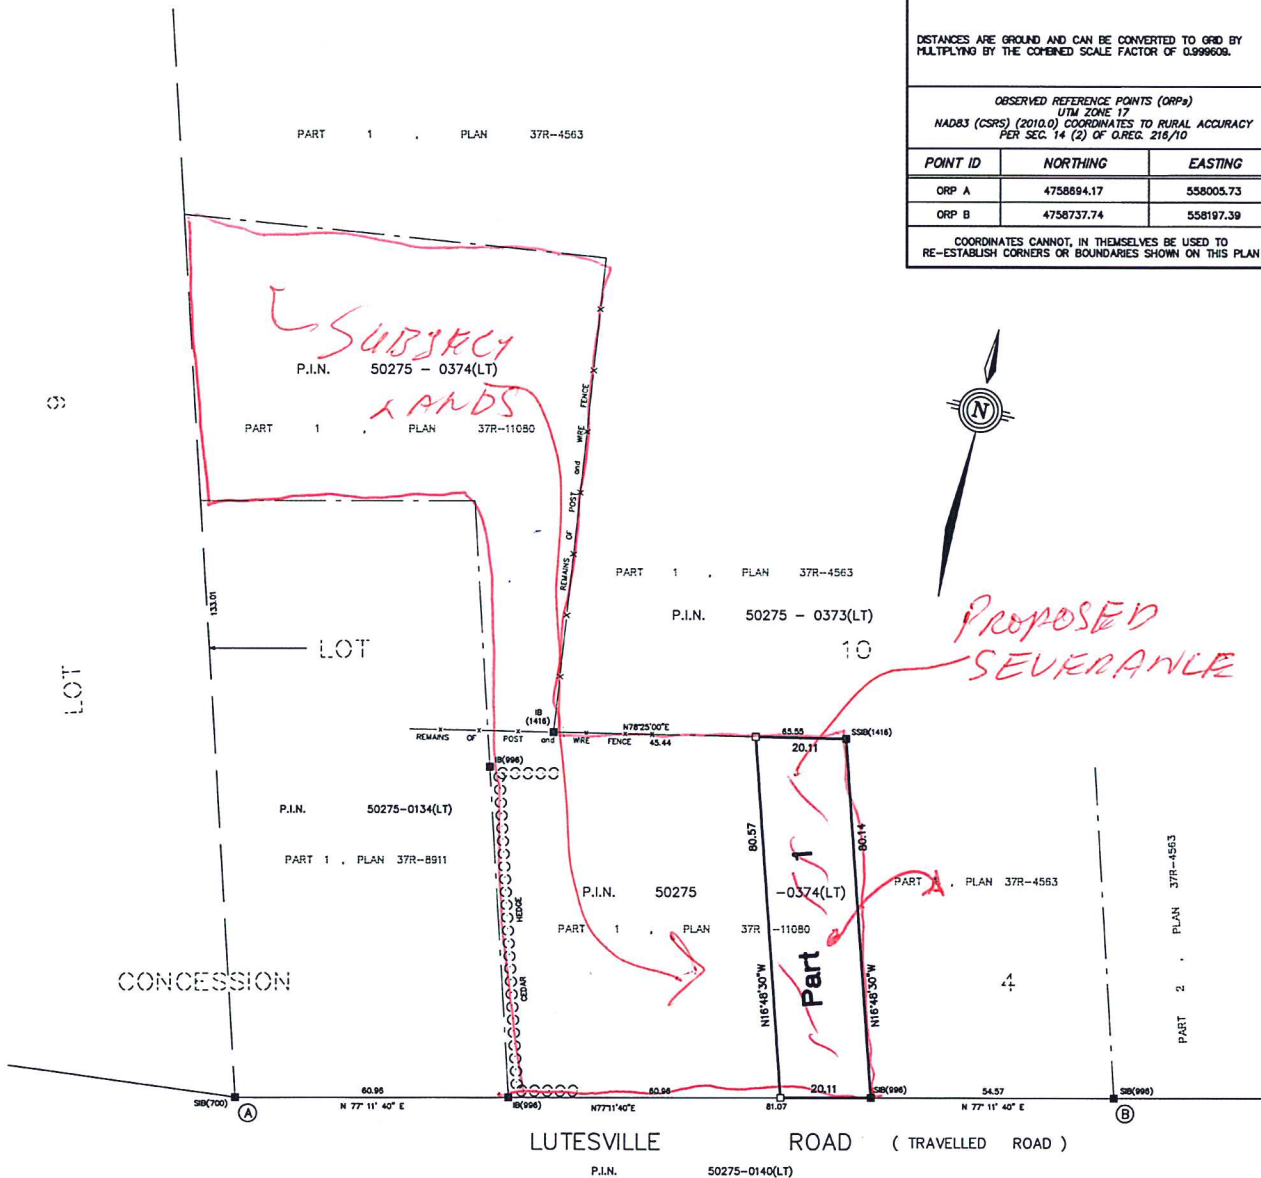 DISTANCES ARE GROUND AND CAN BE CONVERTED TO GRID BY
MULTIPLYING BY THE COMBINED SCALE FACTOR OF 0.999609.
OBSERVED REFERENCE POINTS (ORPs)
UTM ZONE 17
NAD83 (CSRS) (2010.0) COORDINATES TO RURAL ACCURACY
PER SEC. 14 (2) OF O.REG. 216/10
POINT ID NORTHING EASTING
ORP A 4758694.17 558005.73
ORP B 4758737.74 558197.39
COORDINATES CANNOT, IN THEMSELVES BE USED TO
RE-ESTABLISH CORNERS OR BOUNDARIES SHOWN ON THIS PLAN
PART 1 , PLAN 37R-4563
SUBJECT
P.I.N. 50275 - 0374(LT)
LANDS
PART 1 , PLAN 37R-11080
9
N
REMAINS OF POST and WIRE FENCE
PART 1 , PLAN 37R-4563
P.I.N. 50275 - 0373(LT)
133.01
LOT
LOT
10
PROPOSED
SEVERANCE
IB
(1416)
N78°25'00"E
65.55
SSIB(1416)
REMAINS OF POST and WIRE FENCE 45.44
20.11
IB(996)
P.I.N. 50275-0134(LT)
PART 1 , PLAN 37R-8911
80.57
80.14
P.I.N. 50275 -0374(LT)
PART 1 , PLAN 37R -11080
PART 1 , PLAN 37R-4563
PART 2 , PLAN 37R-4563
CEDAR HEDGE
Part 1
N16°48'30"W
N16°48'30"W
CONCESSION
4
SIB(700)
A
60.96
N 77° 11' 40" E
IB(996)
60.96
N77°11'40"E
81.07
20.11
SIB(996)
54.57
N 77° 11' 40" E
SIB(996)
B
LUTESVILLE ROAD ( TRAVELLED ROAD )
P.I.N. 50275-0140(LT)